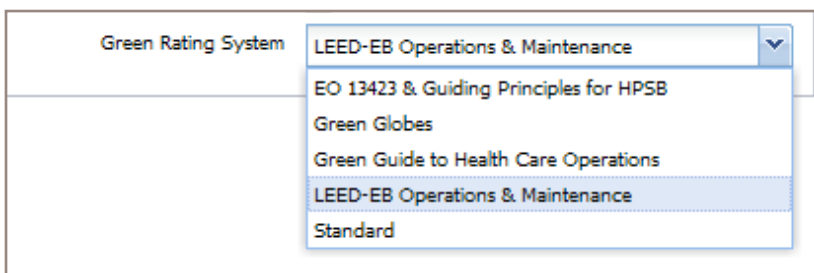 Green Rating System LEED-EB Operations & Maintenance
EO 13423 & Guiding Principles for HPSB
Green Globes
Green Guide to Health Care Operations
LEED-EB Operations & Maintenance
Standard